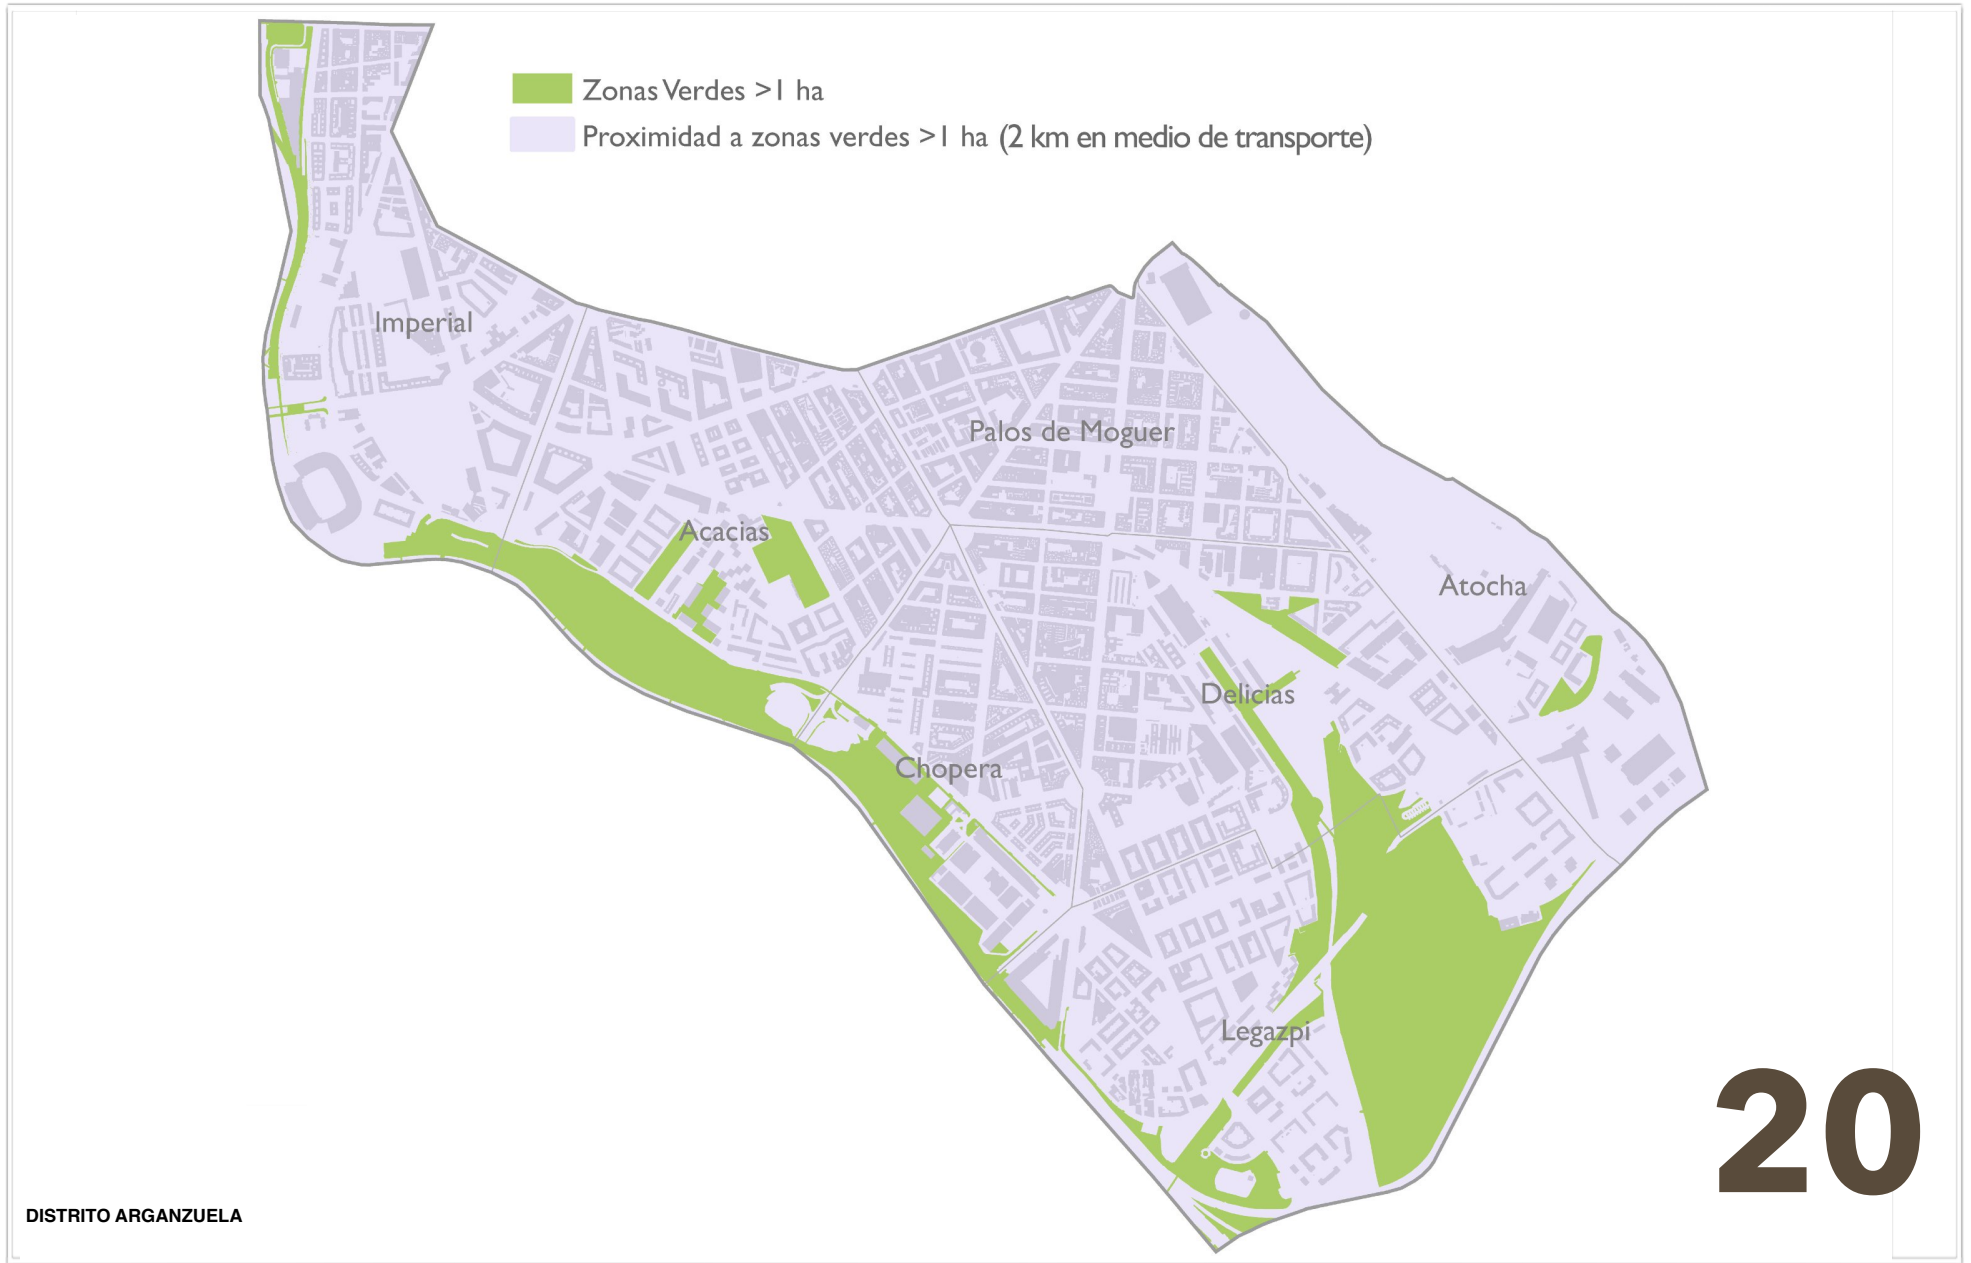 Zonas Verdes >1 ha
Proximidad a zonas verdes >1 ha (2 km en medio de transporte)
Imperial
Palos de Moguer
Acacias
Atocha
Delicias
Chopera
Legazpi
20
DISTRITO ARGANZUELA